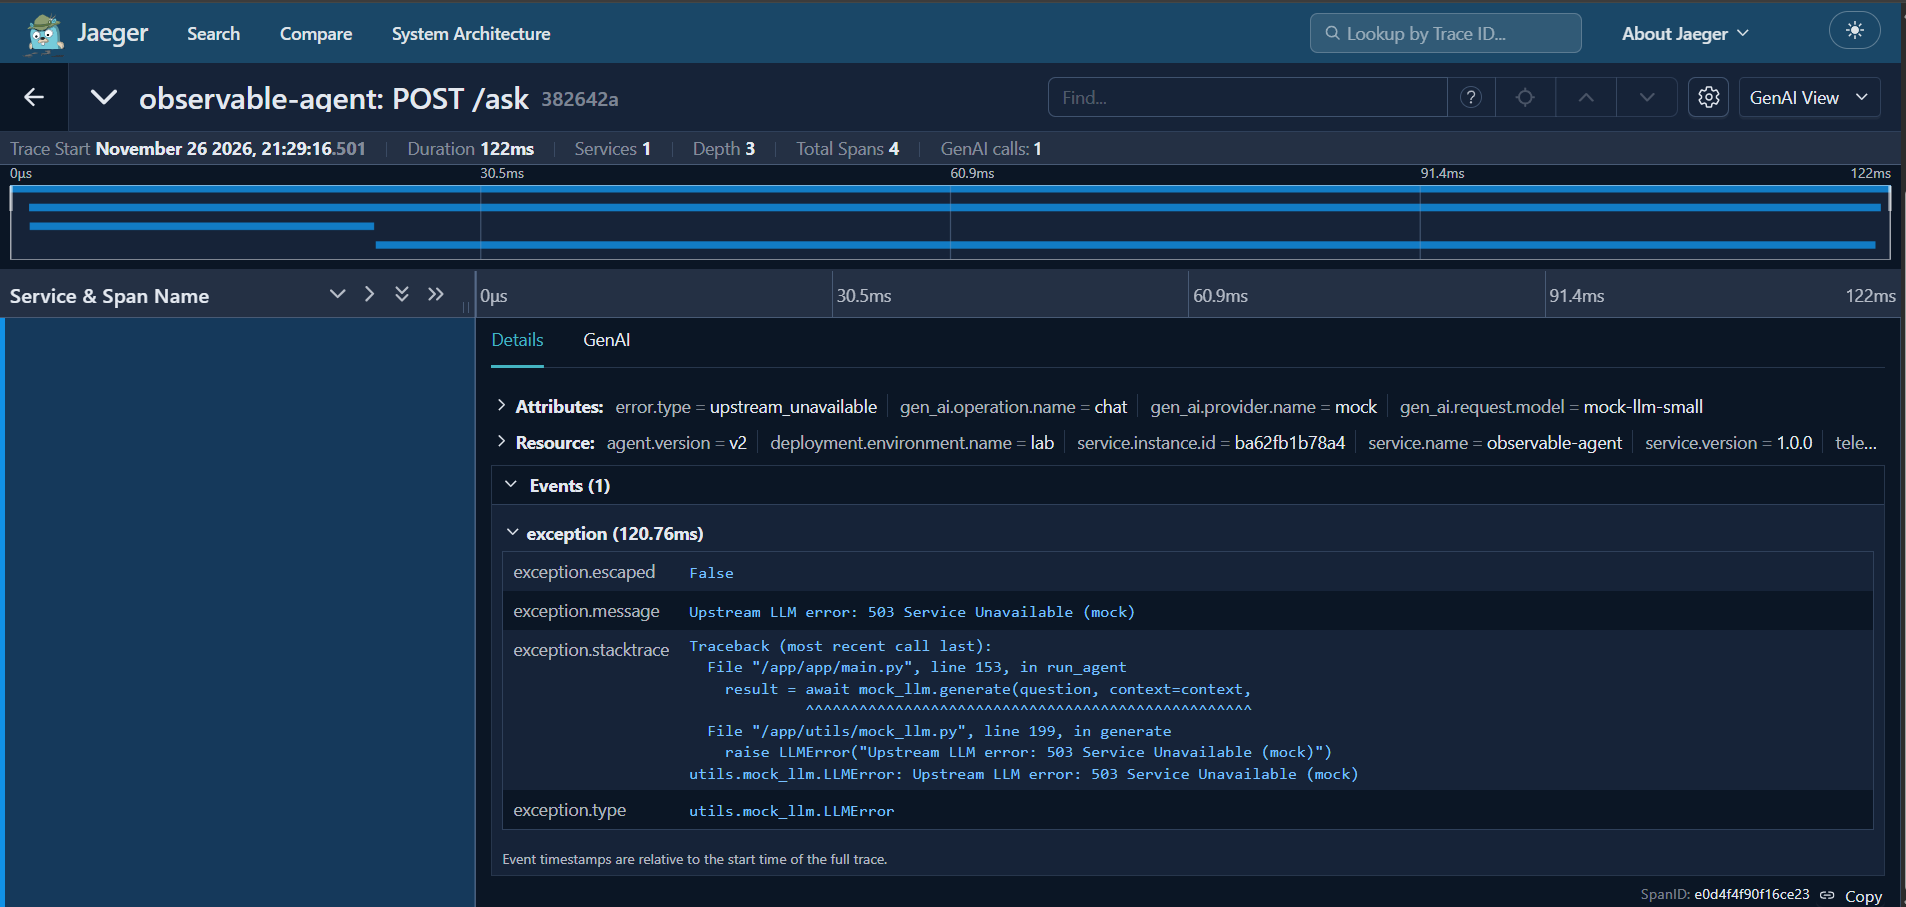 Jaeger Search Compare System Architecture Lookup by Trace ID... About Jaeger
observable-agent: POST /ask 382642a Find... GenAI View
Trace Start November 26 2026, 21:29:16.501 Duration 122ms Services 1 Depth 3 Total Spans 4 GenAI calls: 1
0μs 30.5ms 60.9ms 91.4ms 122ms
Service & Span Name 0μs 30.5ms 60.9ms 91.4ms 122ms
Details GenAI
Attributes: error.type = upstream_unavailable gen_ai.operation.name = chat gen_ai.provider.name = mock gen_ai.request.model = mock-llm-small
Resource: agent.version = v2 deployment.environment.name = lab service.instance.id = ba62fb1b78a4 service.name = observable-agent service.version = 1.0.0 tele...
Events (1)
exception (120.76ms)
exception.escaped False
exception.message Upstream LLM error: 503 Service Unavailable (mock)
exception.stacktrace Traceback (most recent call last):
File "/app/app/main.py", line 153, in run_agent
result = await mock_llm.generate(question, context=context,
^^^^^^^^^^^^^^^^^^^^^^^^^^^^^^^^^^^^^^^^^^^^^^^^^^
File "/app/utils/mock_llm.py", line 199, in generate
raise LLMError("Upstream LLM error: 503 Service Unavailable (mock)")
utils.mock_llm.LLMError: Upstream LLM error: 503 Service Unavailable (mock)
exception.type utils.mock_llm.LLMError
Event timestamps are relative to the start time of the full trace.
SpanID: e0d4f4f90f16ce23 Copy